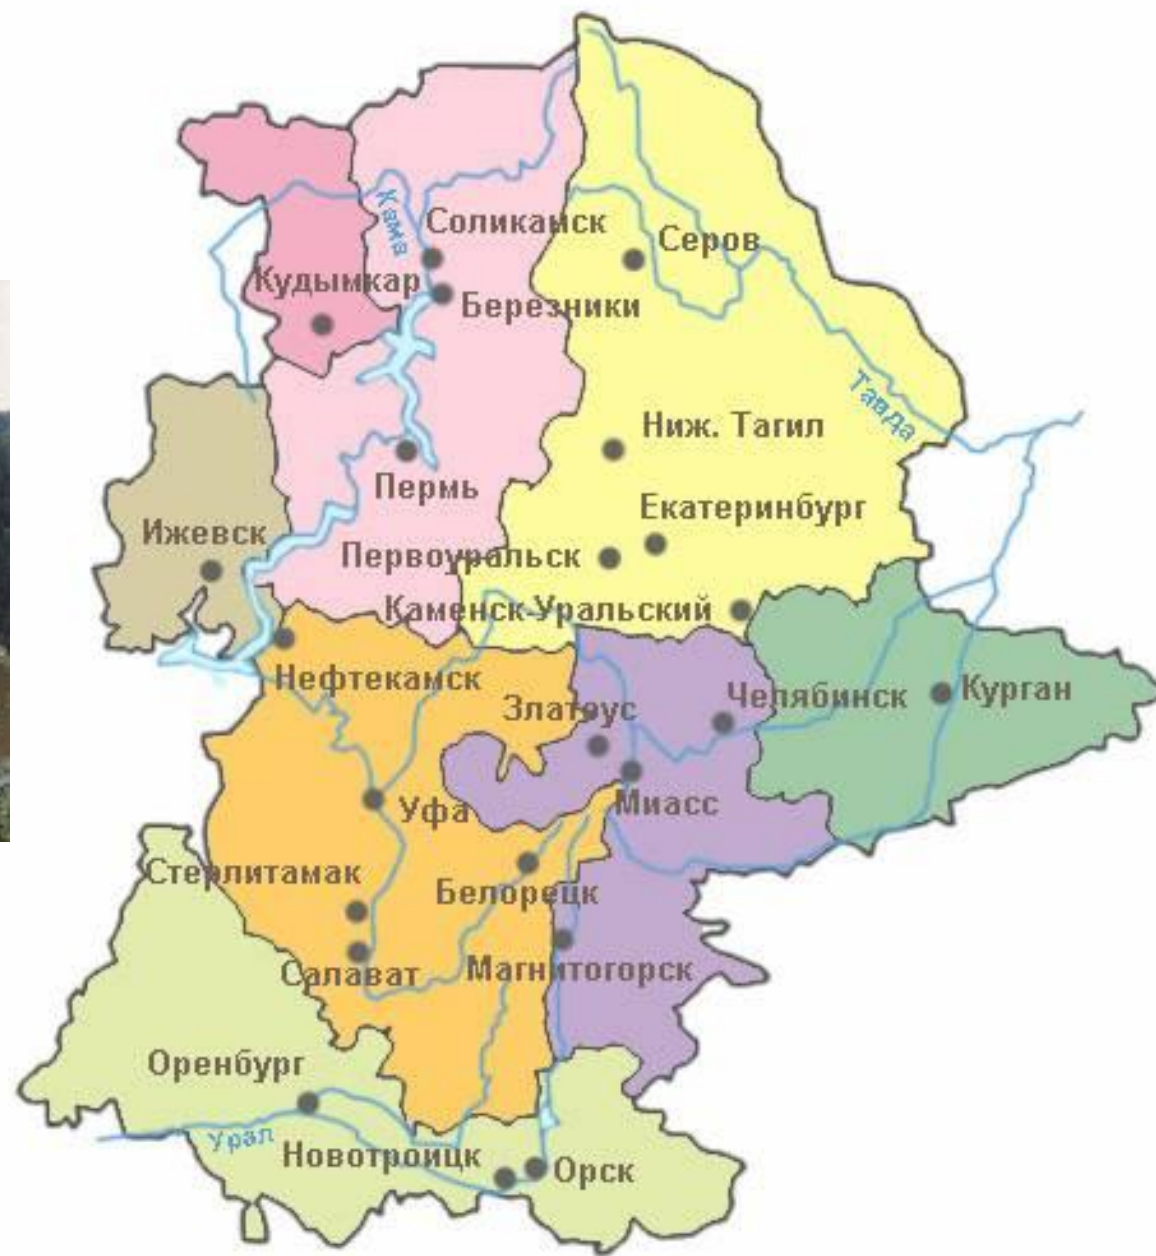 Кама
Соликамск
Серов
Кудымкар
Березники
Тавда
Ниж. Тагил
Пермь
Екатеринбург
Ижевск
Первоуральск
Каменск-Уральский
Нефтекамск
Златоус
Челябинск
Курган
Уфа
Миасс
Стерлитамак
Белорецк
Салават
Магнитогорск
Оренбург
Урал
Новотроицк
Орск